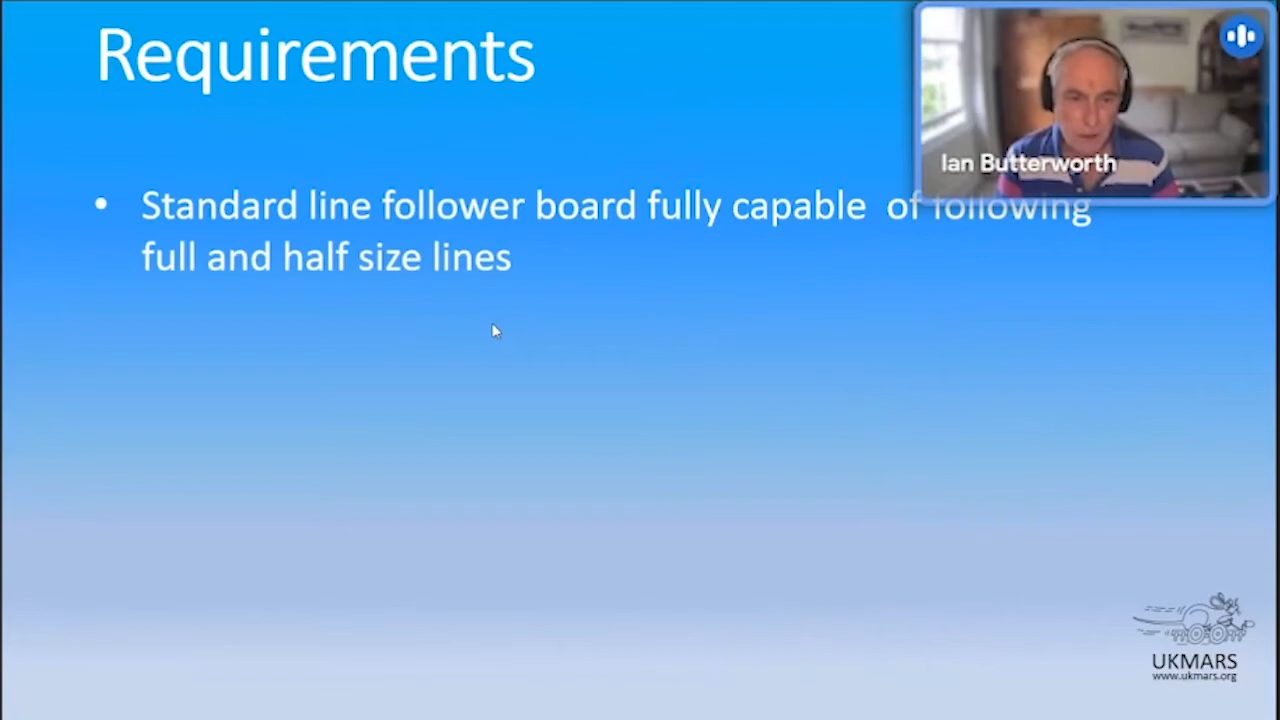 Requirements
Ian Butterworth
• Standard line follower board fully capable of following
full and half size lines
UKMARS
www.ukmars.org